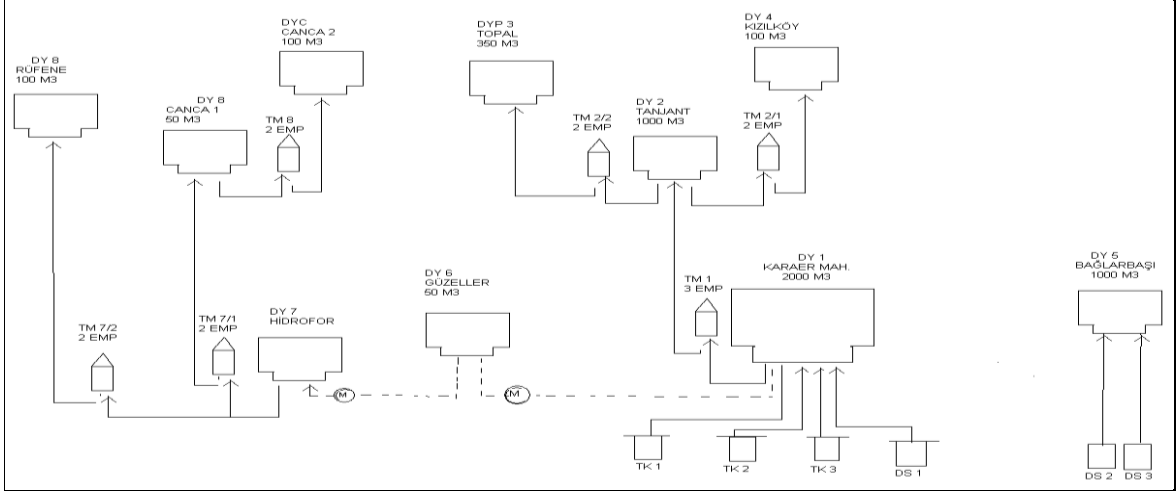 DYC
CANCA 2
100 M3
DYP 3
TOPAL
350 M3
DY 4
KIZILKÖY
100 M3
DY 8
RÜFENE
100 M3
DY 8
CANCA 1
50 M3
TM 8
2 EMP
TM 2/2
2 EMP
DY 2
TANJANT
1000 M3
TM 2/1
2 EMP
DY 6
GÜZELLER
50 M3
TM 1
3 EMP
DY 1
KARAER MAH.
2000 M3
DY 5
BAĞLARBAŞI
1000 M3
TM 7/2
2 EMP
TM 7/1
2 EMP
DY 7
HİDROFOR
M
M
TK 1
TK 2
TK 3
DS 1
DS 2
DS 3